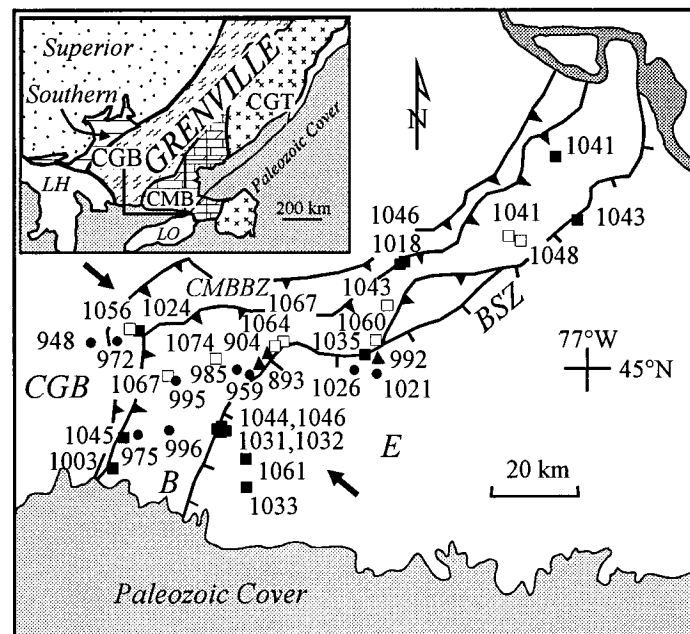 Superior
Southern
GRENVILLE
CGT
CGB
LH
CMB
LO
Paleozoic Cover
200 km
N
1041
1046
1041
1043
1018
1048
CMBBZ
1043
1056
1024
1067
BSZ
1064
1060
77°W
948
972
1074
904
1035
992
45°N
CGB
1067
985
893
995
959
1026
1021
1044,1046
1045
1031,1032
E
1003
975
996
1061
20 km
B
1033
Paleozoic Cover